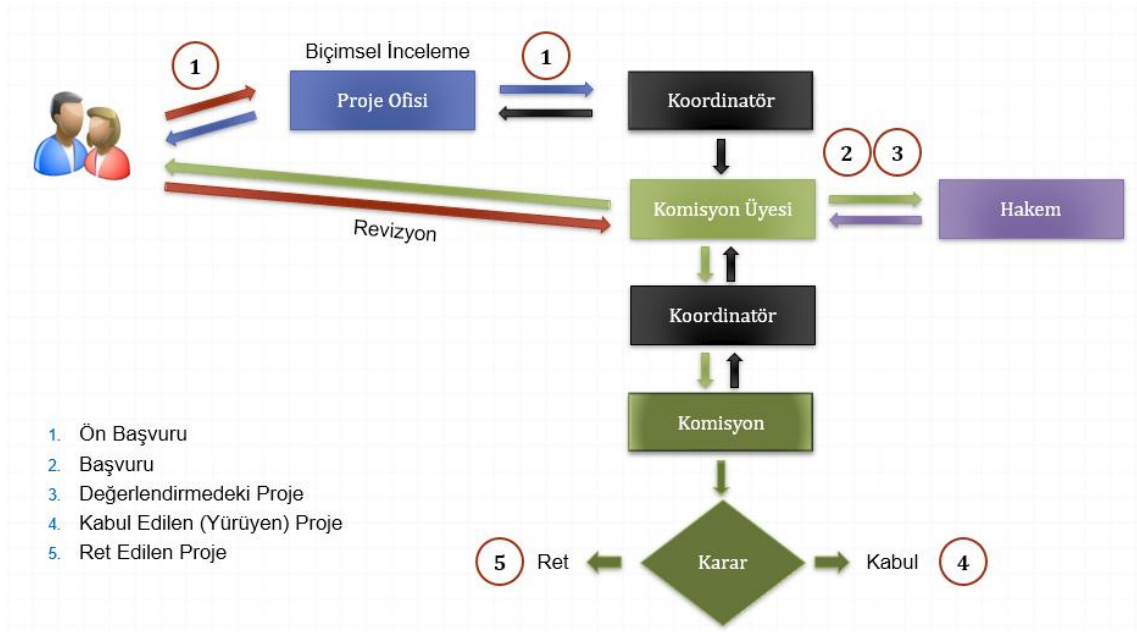 Biçimsel İnceleme
1
1
Proje Ofisi
Koordinatör
2
3
Komisyon Üyesi
Hakem
Revizyon
Koordinatör
Komisyon
1. Ön Başvuru
2. Başvuru
3. Değerlendirmedeki Proje
4. Kabul Edilen (Yürüyen) Proje
5. Ret Edilen Proje
5
Ret
Karar
Kabul
4